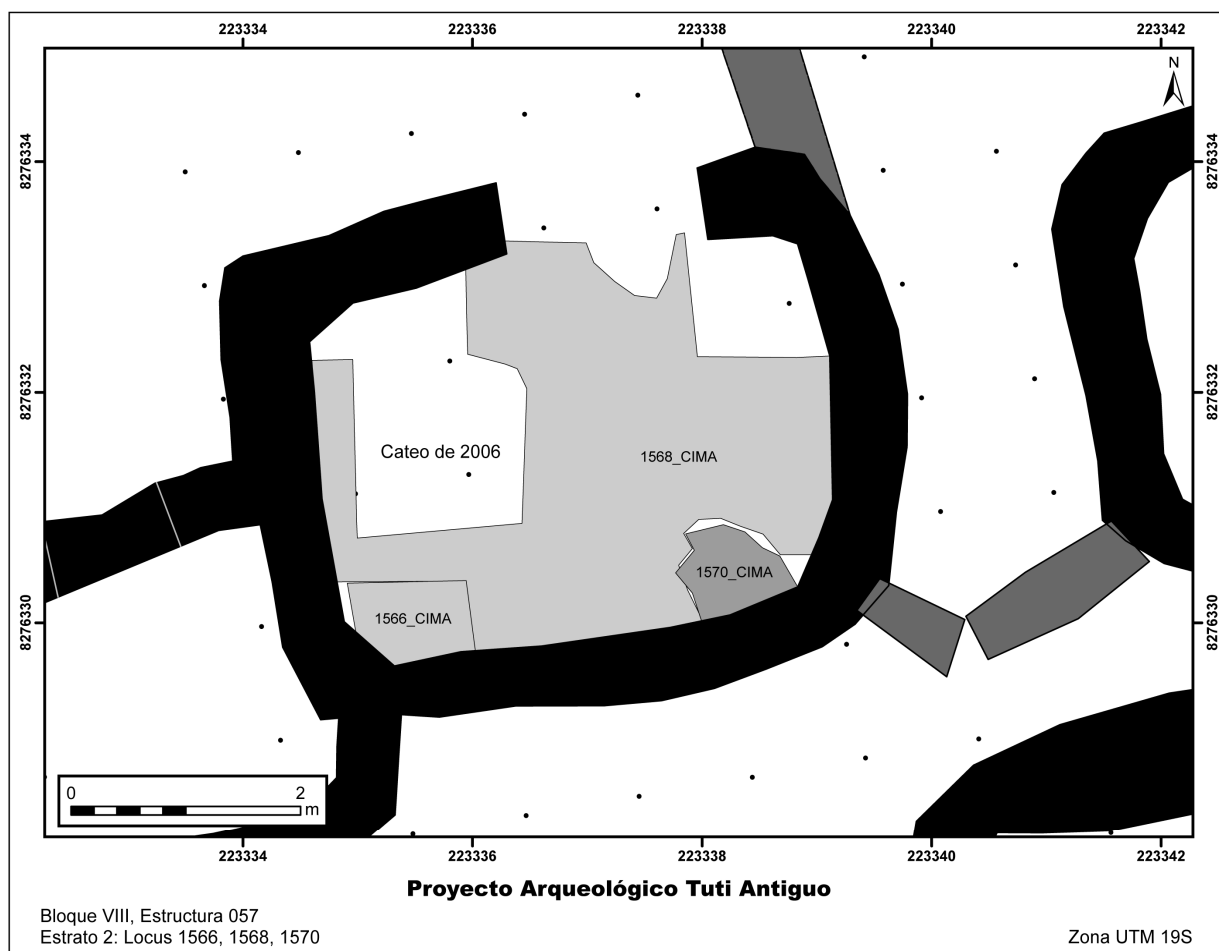 223334 223336 223338 223340 223342
N
8276334 8276334
8276332 8276332
Cateo de 2006
1568_CIMA
1570_CIMA
8276330 8276330
1566_CIMA
0 2
m
223334 223336 223338 223340 223342
Proyecto Arqueológico Tuti Antiguo
Bloque VIII, Estructura 057
Estrato 2: Locus 1566, 1568, 1570
Zona UTM 19S